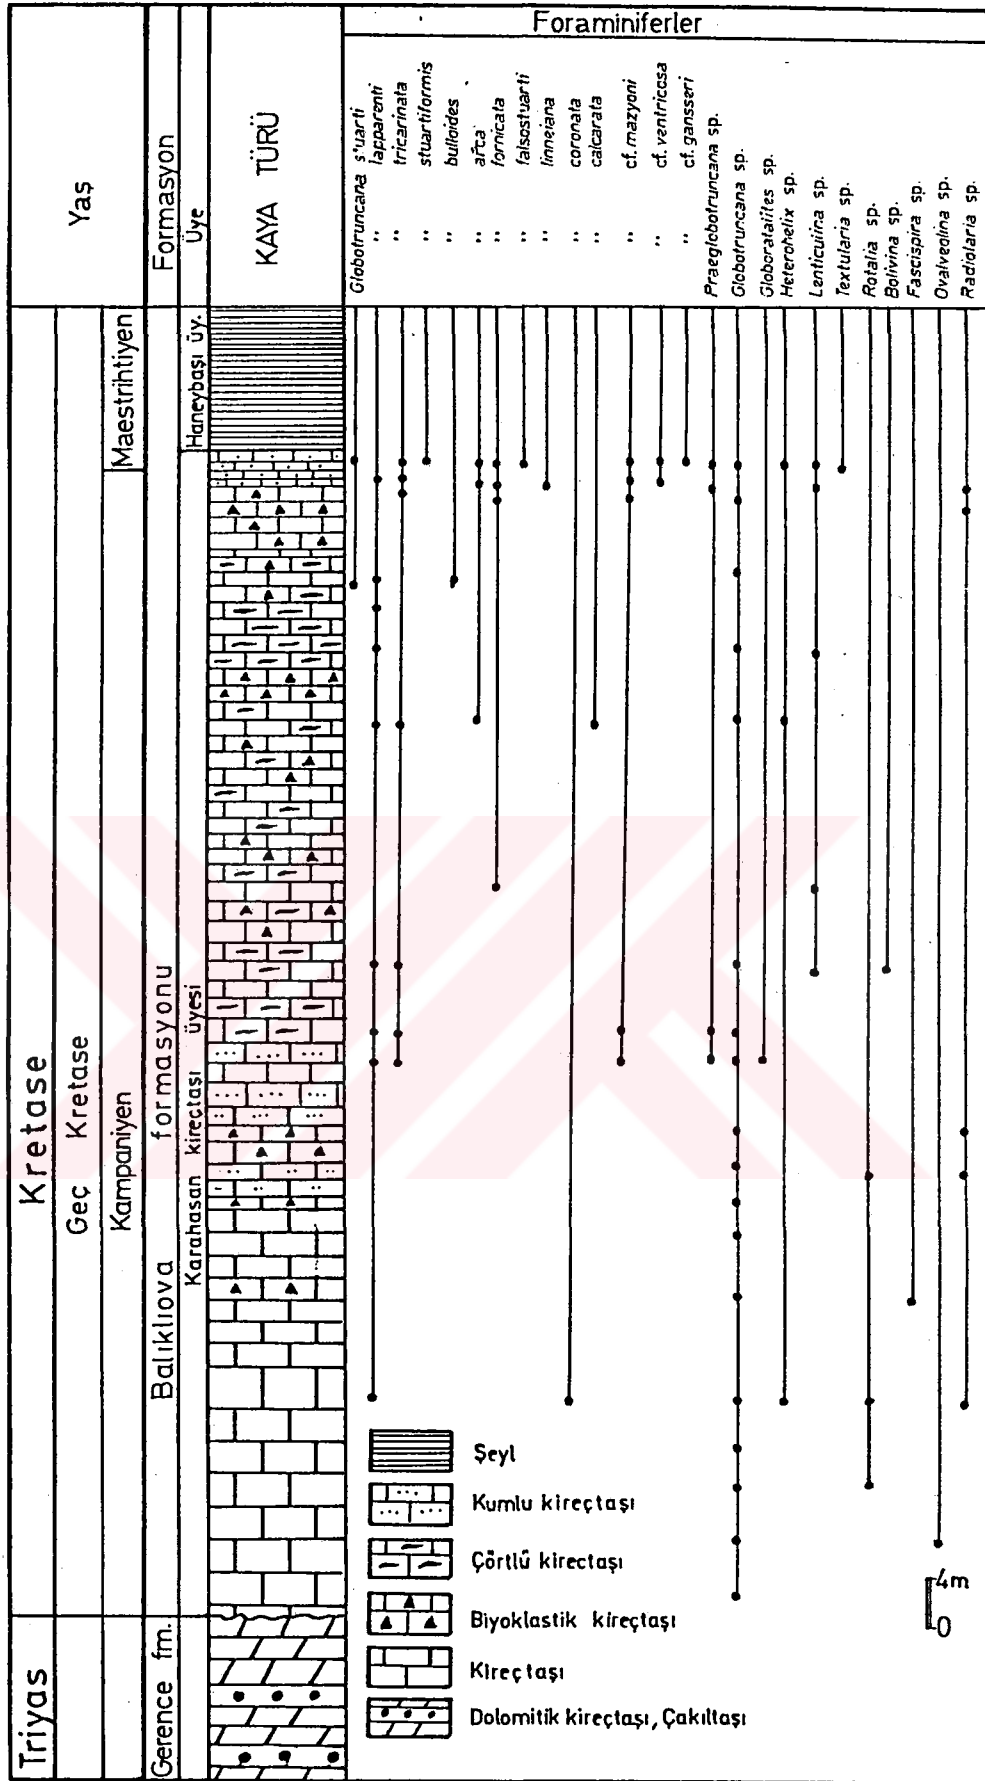 Foraminiferler
Yaş
Formasyon
Üye
KAYA TÜRÜ
Globotruncana stuarti
" lapparenti
" tricarinata
" stuartiformis
" bulloides
" arca
" fornicata
" falsostuarti
" linneiana
" coronata
" calcarata
" cf. mazyoni
" cf. ventricosa
" cf. gansseri
Praeglobotruncana sp.
Globotruncana sp.
Globorataiites sp.
Heterohelix sp.
Lenticulina sp.
Textularia sp.
Rotalia sp.
Bolivina sp.
Fascispira sp.
Ovalveolina sp.
Radiolaria sp.
Kretase
Geç Kretase
Maestrihtiyen
Kampaniyen
Balıklıova formasyonu
Haneybaşı üy.
Karahasan kireçtaşı üyesi
Triyas
Gerence fm.
Şeyl
Kumlu kireçtaşı
Çörtlü kirectaşı
Biyoklastik kireçtaşı
Kireçtaşı
Dolomitik kireçtaşı, Çakıltaşı
4m
0